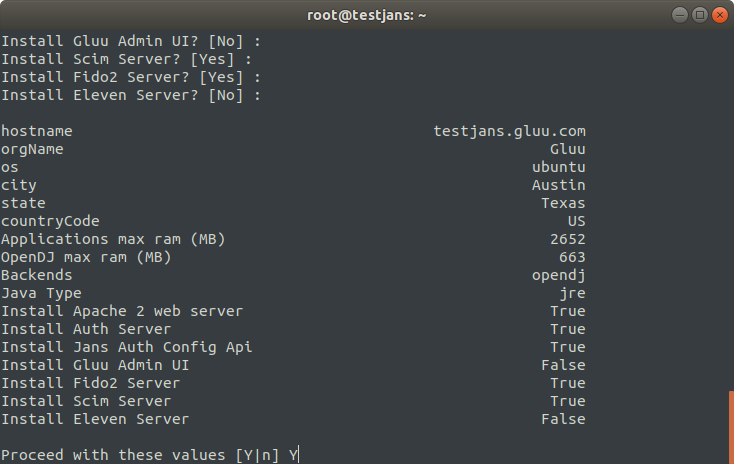 root@testjans: ~
Install Gluu Admin UI? [No] :
Install Scim Server? [Yes] :
Install Fido2 Server? [Yes] :
Install Eleven Server? [No] :
hostname testjans.gluu.com
orgName Gluu
os ubuntu
city Austin
state Texas
countryCode US
Applications max ram (MB) 2652
OpenDJ max ram (MB) 663
Backends opendj
Java Type jre
Install Apache 2 web server True
Install Auth Server True
Install Jans Auth Config Api True
Install Gluu Admin UI False
Install Fido2 Server True
Install Scim Server True
Install Eleven Server False
Proceed with these values [Y|n] Y